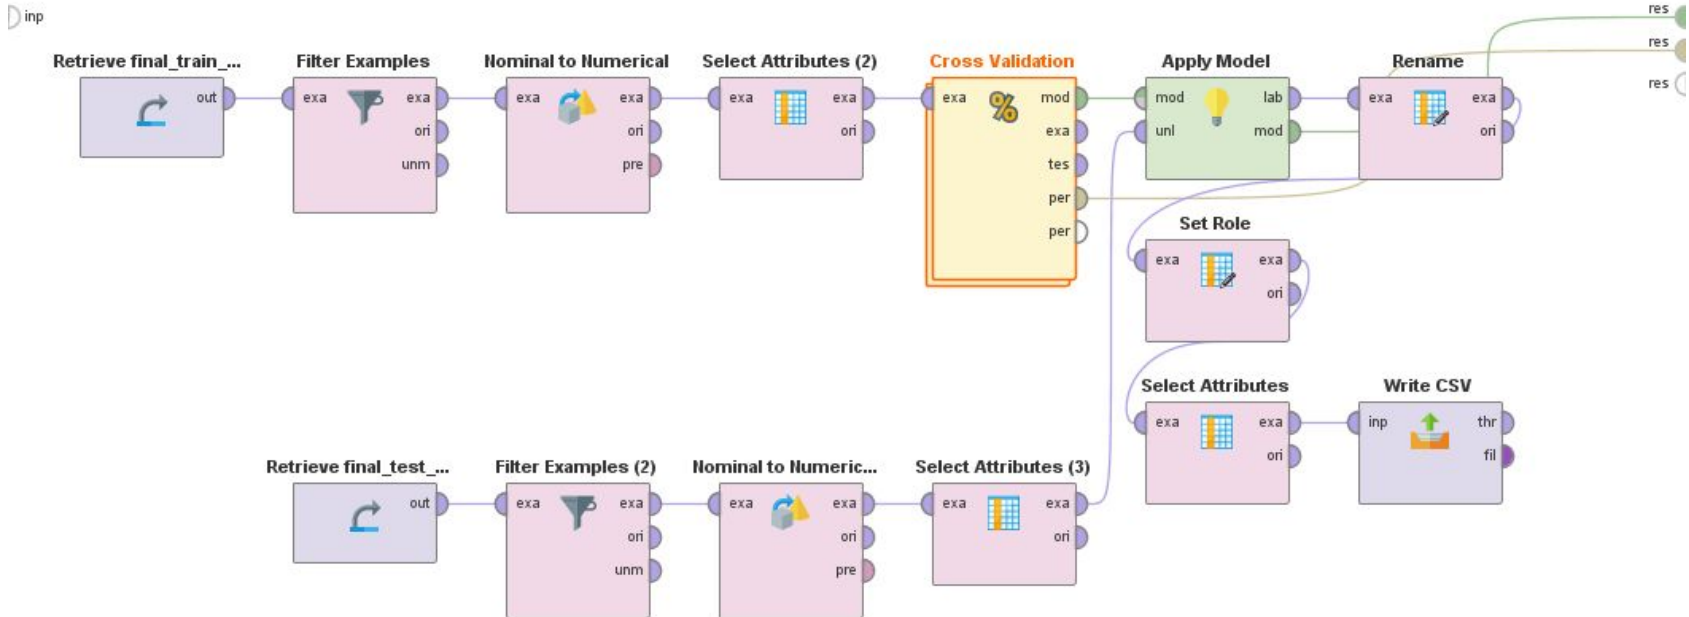 inp
res
res
res
Retrieve final_train_...
out
Filter Examples
exa exa
ori
unm
Nominal to Numerical
exa exa
ori
pre
Select Attributes (2)
exa exa
ori
Cross Validation
exa mod
exa
tes
per
per
Apply Model
mod lab
unl mod
Rename
exa exa
ori
Set Role
exa exa
ori
Select Attributes
exa exa
ori
Write CSV
inp thr
fil
Retrieve final_test_...
out
Filter Examples (2)
exa exa
ori
unm
Nominal to Numeric...
exa exa
ori
pre
Select Attributes (3)
exa exa
ori